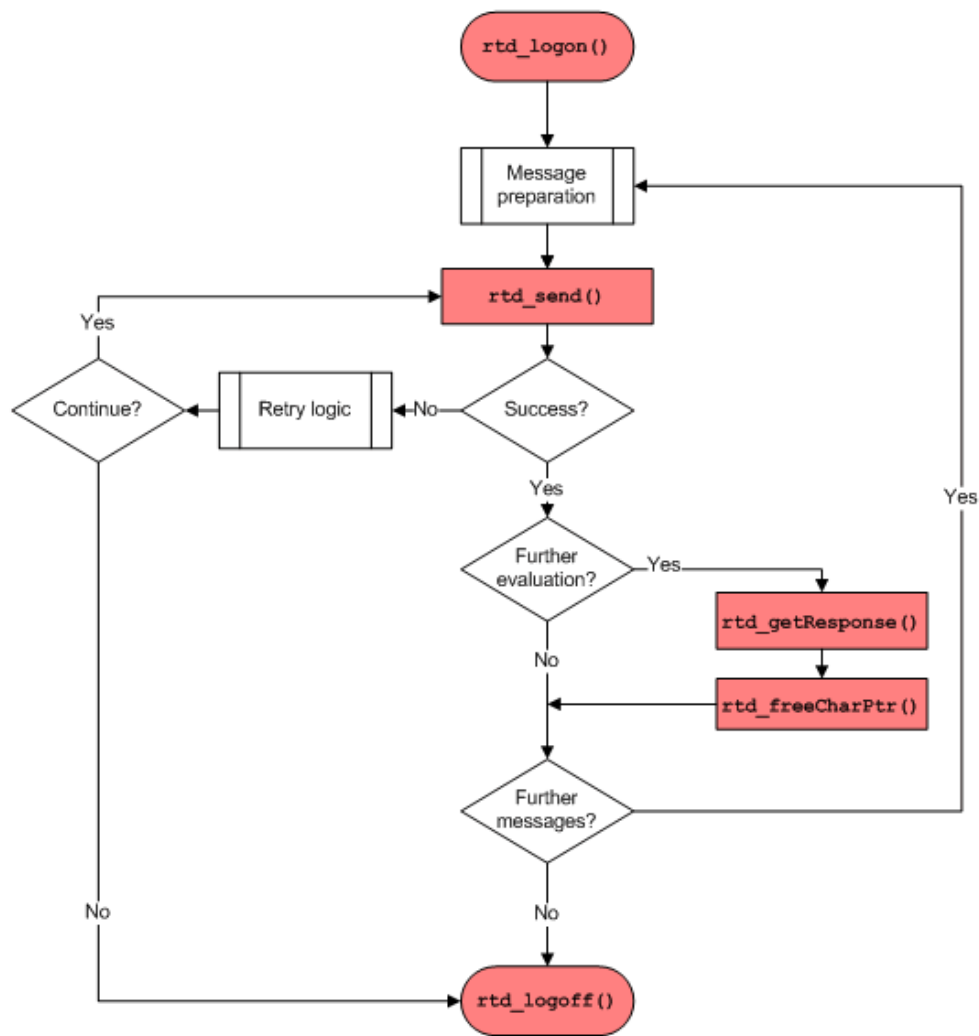 rtd_logon()
Message
preparation
rtd_send()
Yes
Continue?
Retry logic
No
Success?
Yes
Yes
Further
evaluation?
Yes
rtd_getResponse()
No
rtd_freeCharPtr()
Further
messages?
No
No
rtd_logoff()